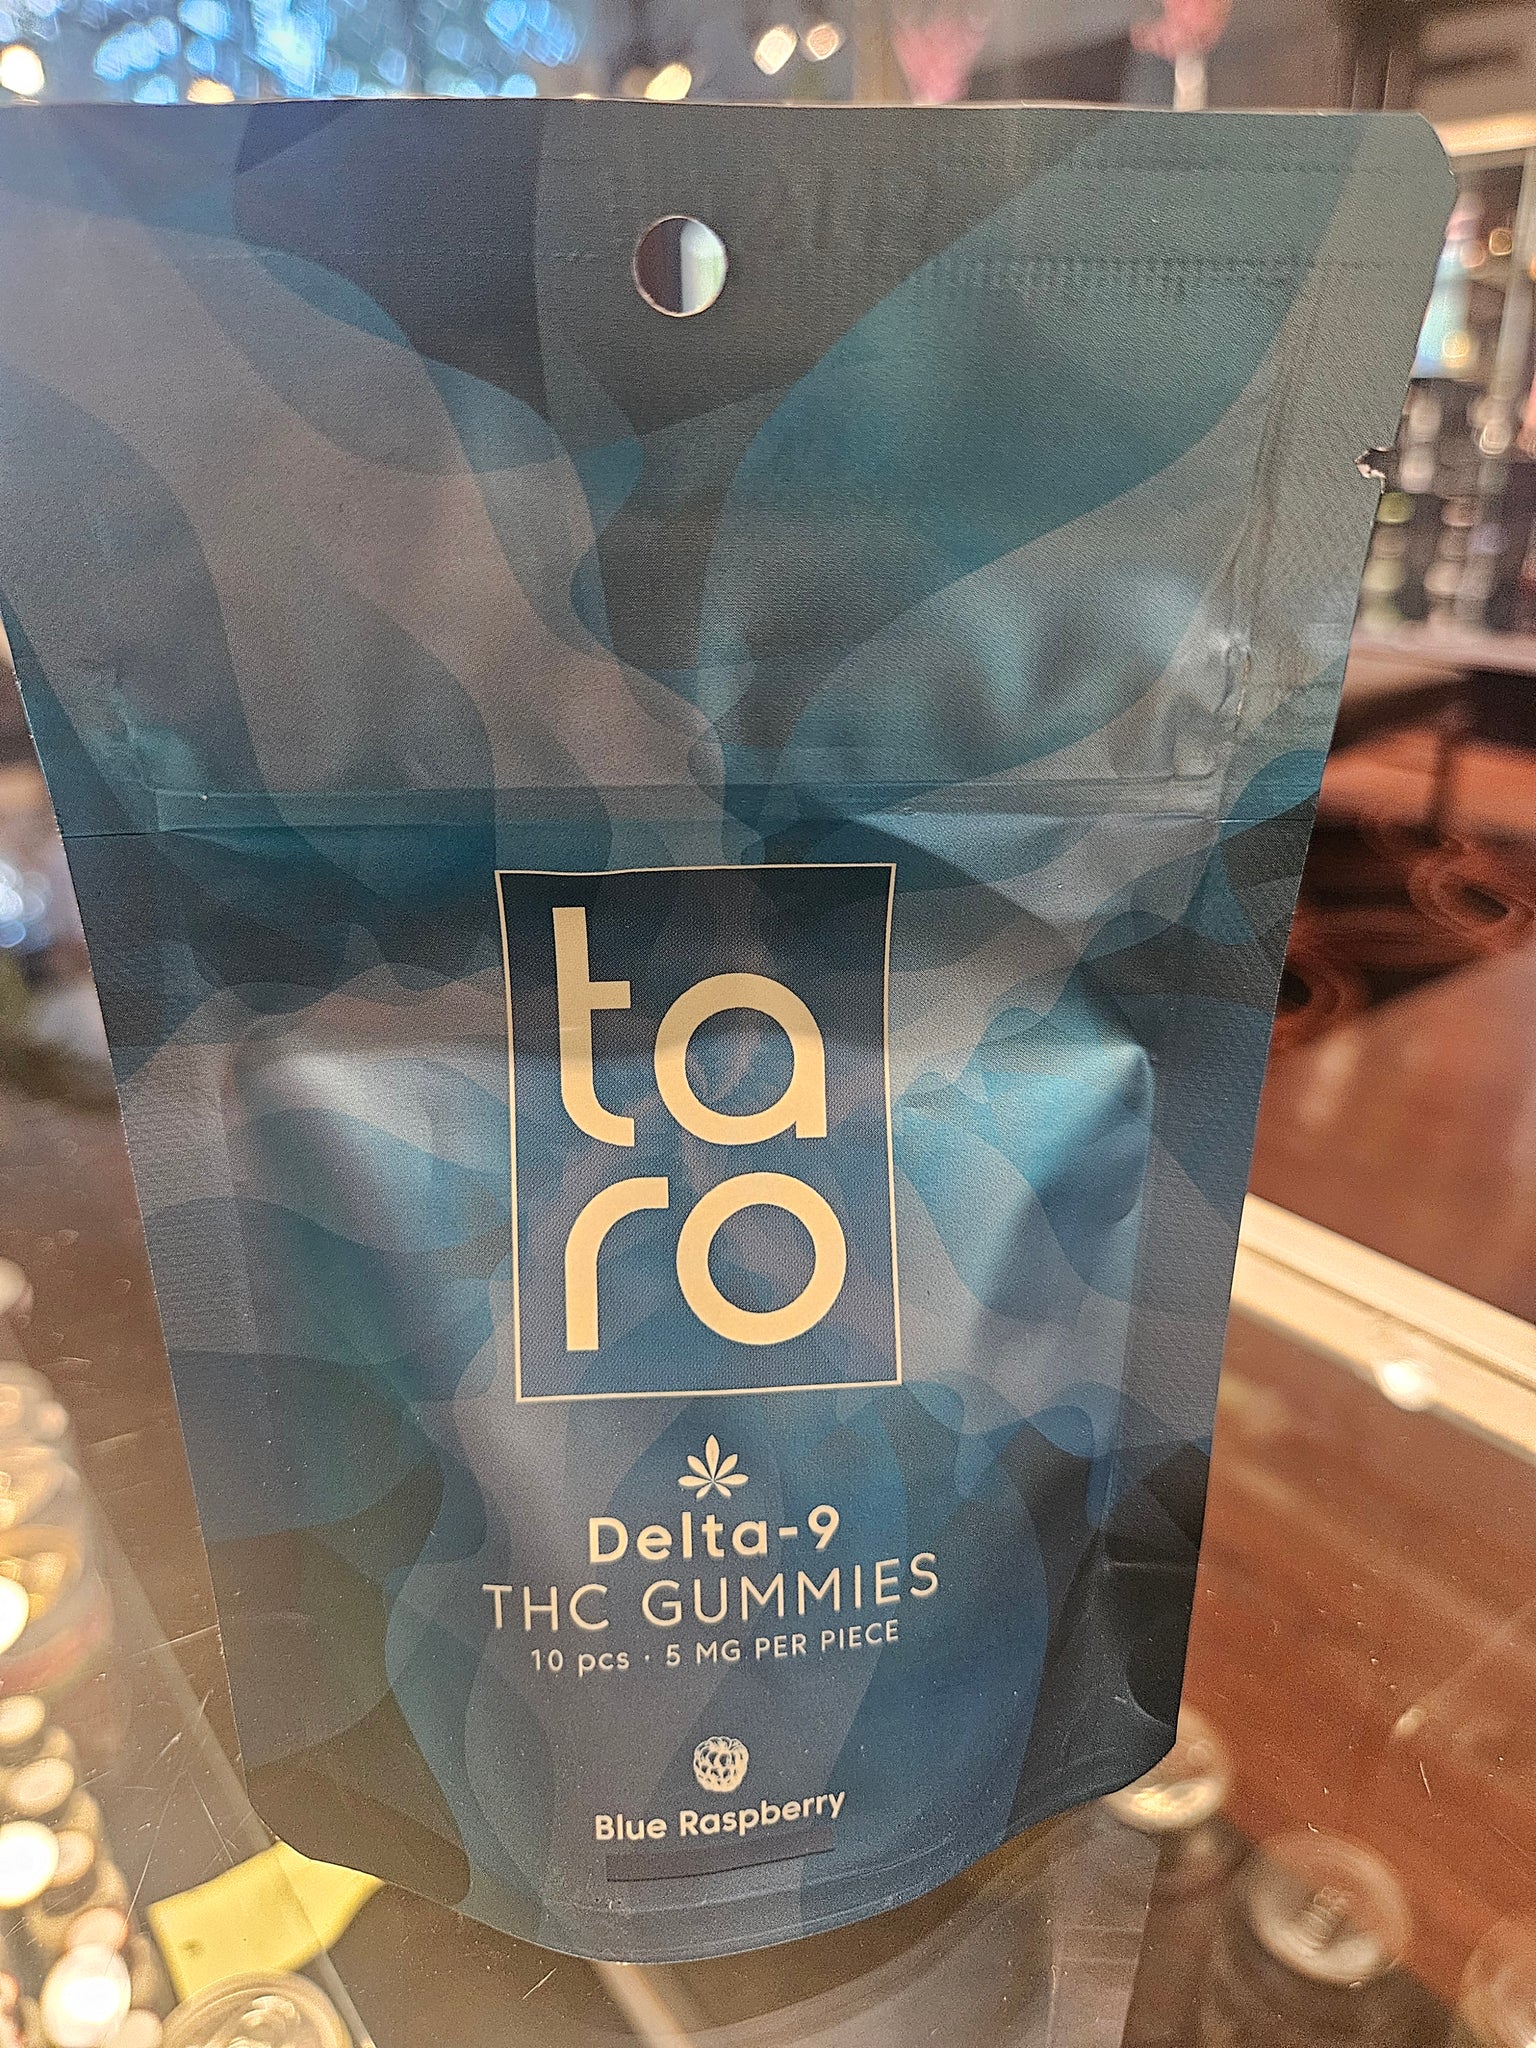 ta
ro
Delta-9
THC GUMMIES
10 pcs · 5 MG PER PIECE
Blue Raspberry